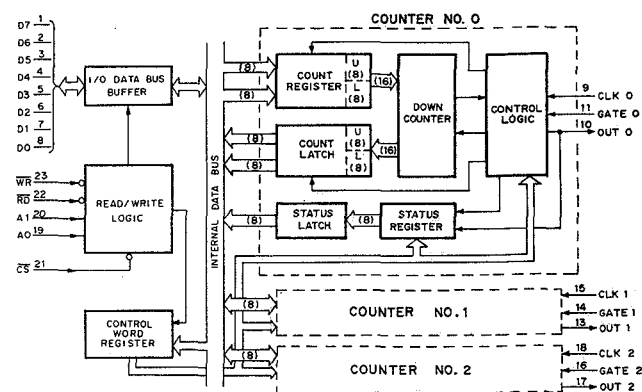 COUNTER NO. 0
D7 1
D6 2
D5 3
D4 4
D3 5
D2 6
D1 7
D0 8
I/O DATA BUS
BUFFER
INTERNAL DATA BUS
(8)
(8)
COUNT
REGISTER
U
(8)
L
(8)
(16)
DOWN
COUNTER
CONTROL
LOGIC
9 CLK 0
11 GATE 0
10 OUT 0
(8)
(8)
COUNT
LATCH
U
(8)
L
(8)
(16)
WR 23
RD 22
A1 20
A0 19
CS 21
READ/WRITE
LOGIC
(8)
STATUS
LATCH
(8)
STATUS
REGISTER
(8)
COUNTER NO.1
15 CLK 1
14 GATE 1
13 OUT 1
CONTROL
WORD
REGISTER
(8)
COUNTER NO. 2
18 CLK 2
16 GATE 2
17 OUT 2